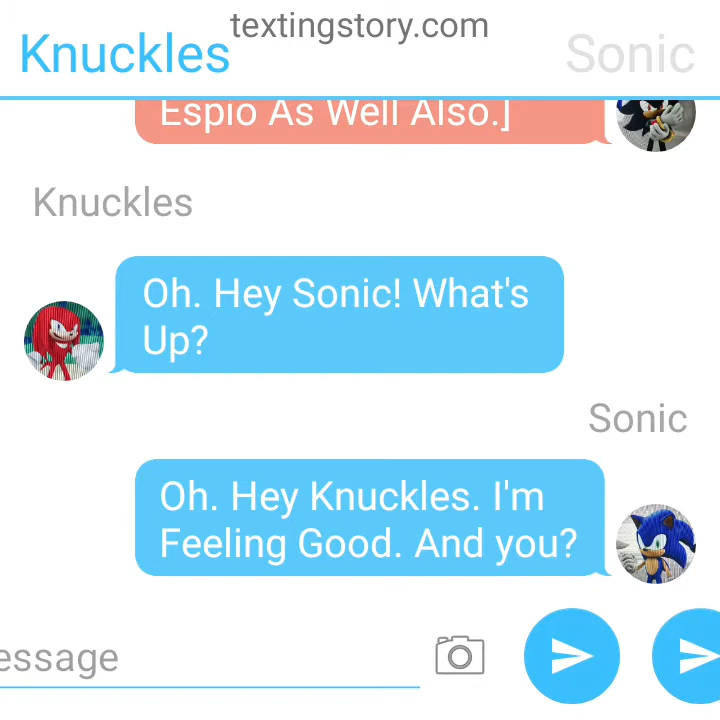 textingstory.com
Knuckles
Sonic
Espio As Well Also.]
Knuckles
Oh. Hey Sonic! What's
Up?
Sonic
Oh. Hey Knuckles. I'm
Feeling Good. And you?
essage